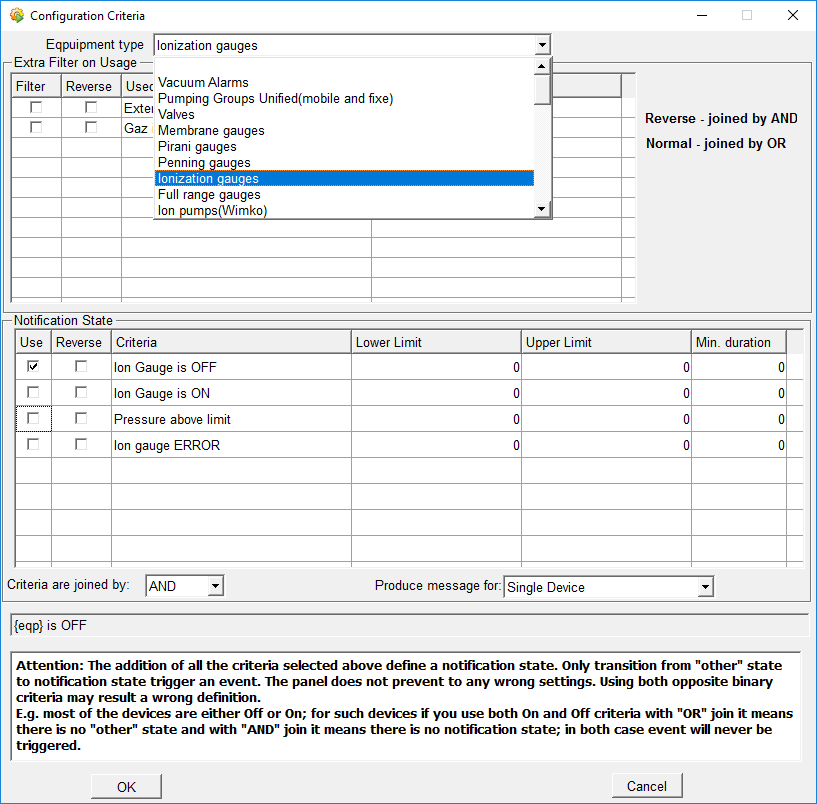 Configuration Criteria
Eqpuipment type Ionization gauges
Extra Filter on Usage
Filter Reverse Used
Exter
Gaz
Vacuum Alarms
Pumping Groups Unified(mobile and fixe)
Valves
Membrane gauges
Pirani gauges
Penning gauges
Ionization gauges
Full range gauges
Ion pumps(Wimko)
Reverse - joined by AND
Normal - joined by OR
Notification State
Use Reverse Criteria Lower Limit Upper Limit Min. duration
Ion Gauge is OFF 0 0 0
Ion Gauge is ON 0 0 0
Pressure above limit 0 0 0
Ion gauge ERROR 0 0 0
Criteria are joined by: AND Produce message for: Single Device
{eqp} is OFF
Attention: The addition of all the criteria selected above define a notification state. Only transition from "other" state
to notification state trigger an event. The panel does not prevent to any wrong settings. Using both opposite binary
criteria may result a wrong definition.
E.g. most of the devices are either Off or On; for such devices if you use both On and Off criteria with "OR" join it means
there is no "other" state and with "AND" join it means there is no notification state; in both case event will never be
triggered.
OK Cancel